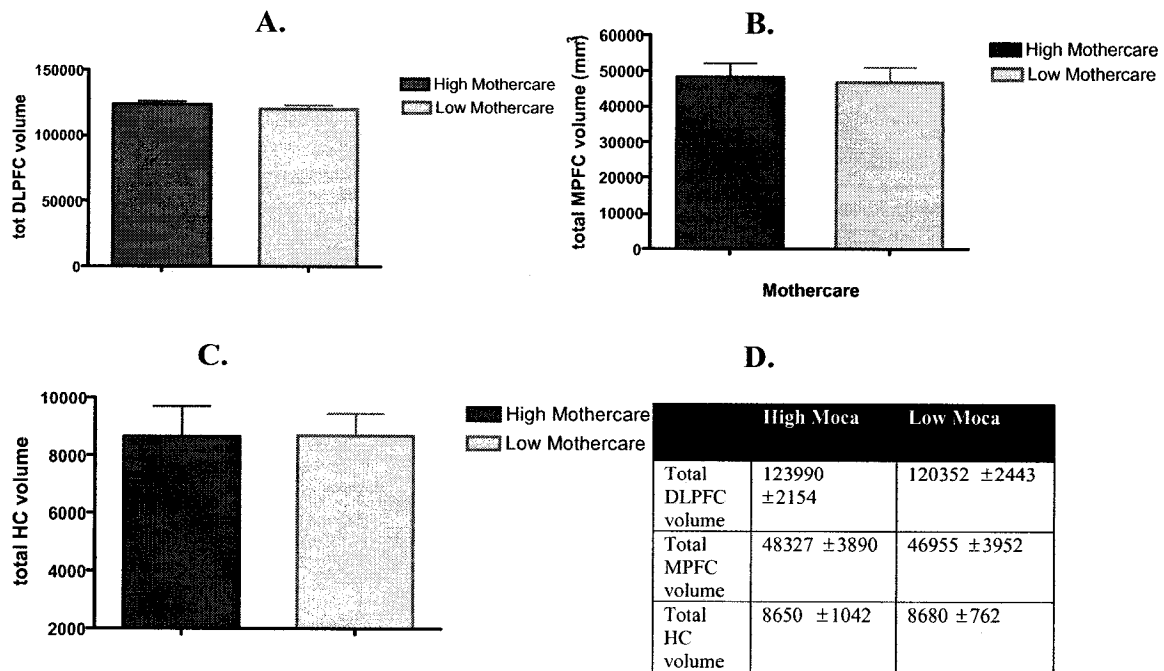 A.
150000
100000
50000
0
tot DLPFC volume
High Mothercare
Low Mothercare
B.
60000
50000
40000
30000
20000
10000
0
total MPFC volume (mm³)
Mothercare
High Mothercare
Low Mothercare
C.
10000
8000
6000
4000
2000
total HC volume
High Mothercare
Low Mothercare
D.
High Moca Low Moca
Total 123990 120352 ±2443
DLPFC ±2154
volume
Total 48327 ±3890 46955 ±3952
MPFC
volume
Total 8650 ±1042 8680 ±762
HC
volume